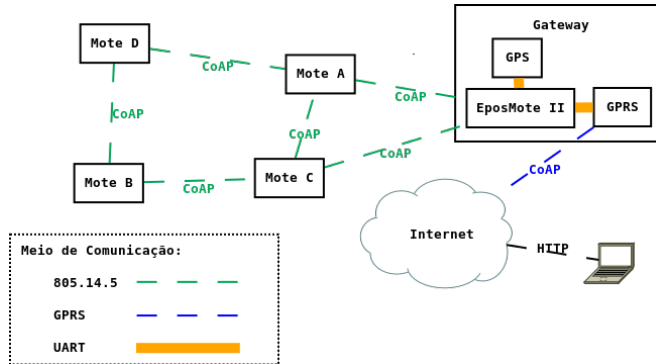 Gateway
Mote D
GPS
CoAP
Mote A
CoAP
EposMote II
GPRS
CoAP
CoAP
CoAP
CoAP
Mote B
CoAP
Mote C
CoAP
Internet
HTTP
Meio de Comunicação:
805.14.5
GPRS
UART